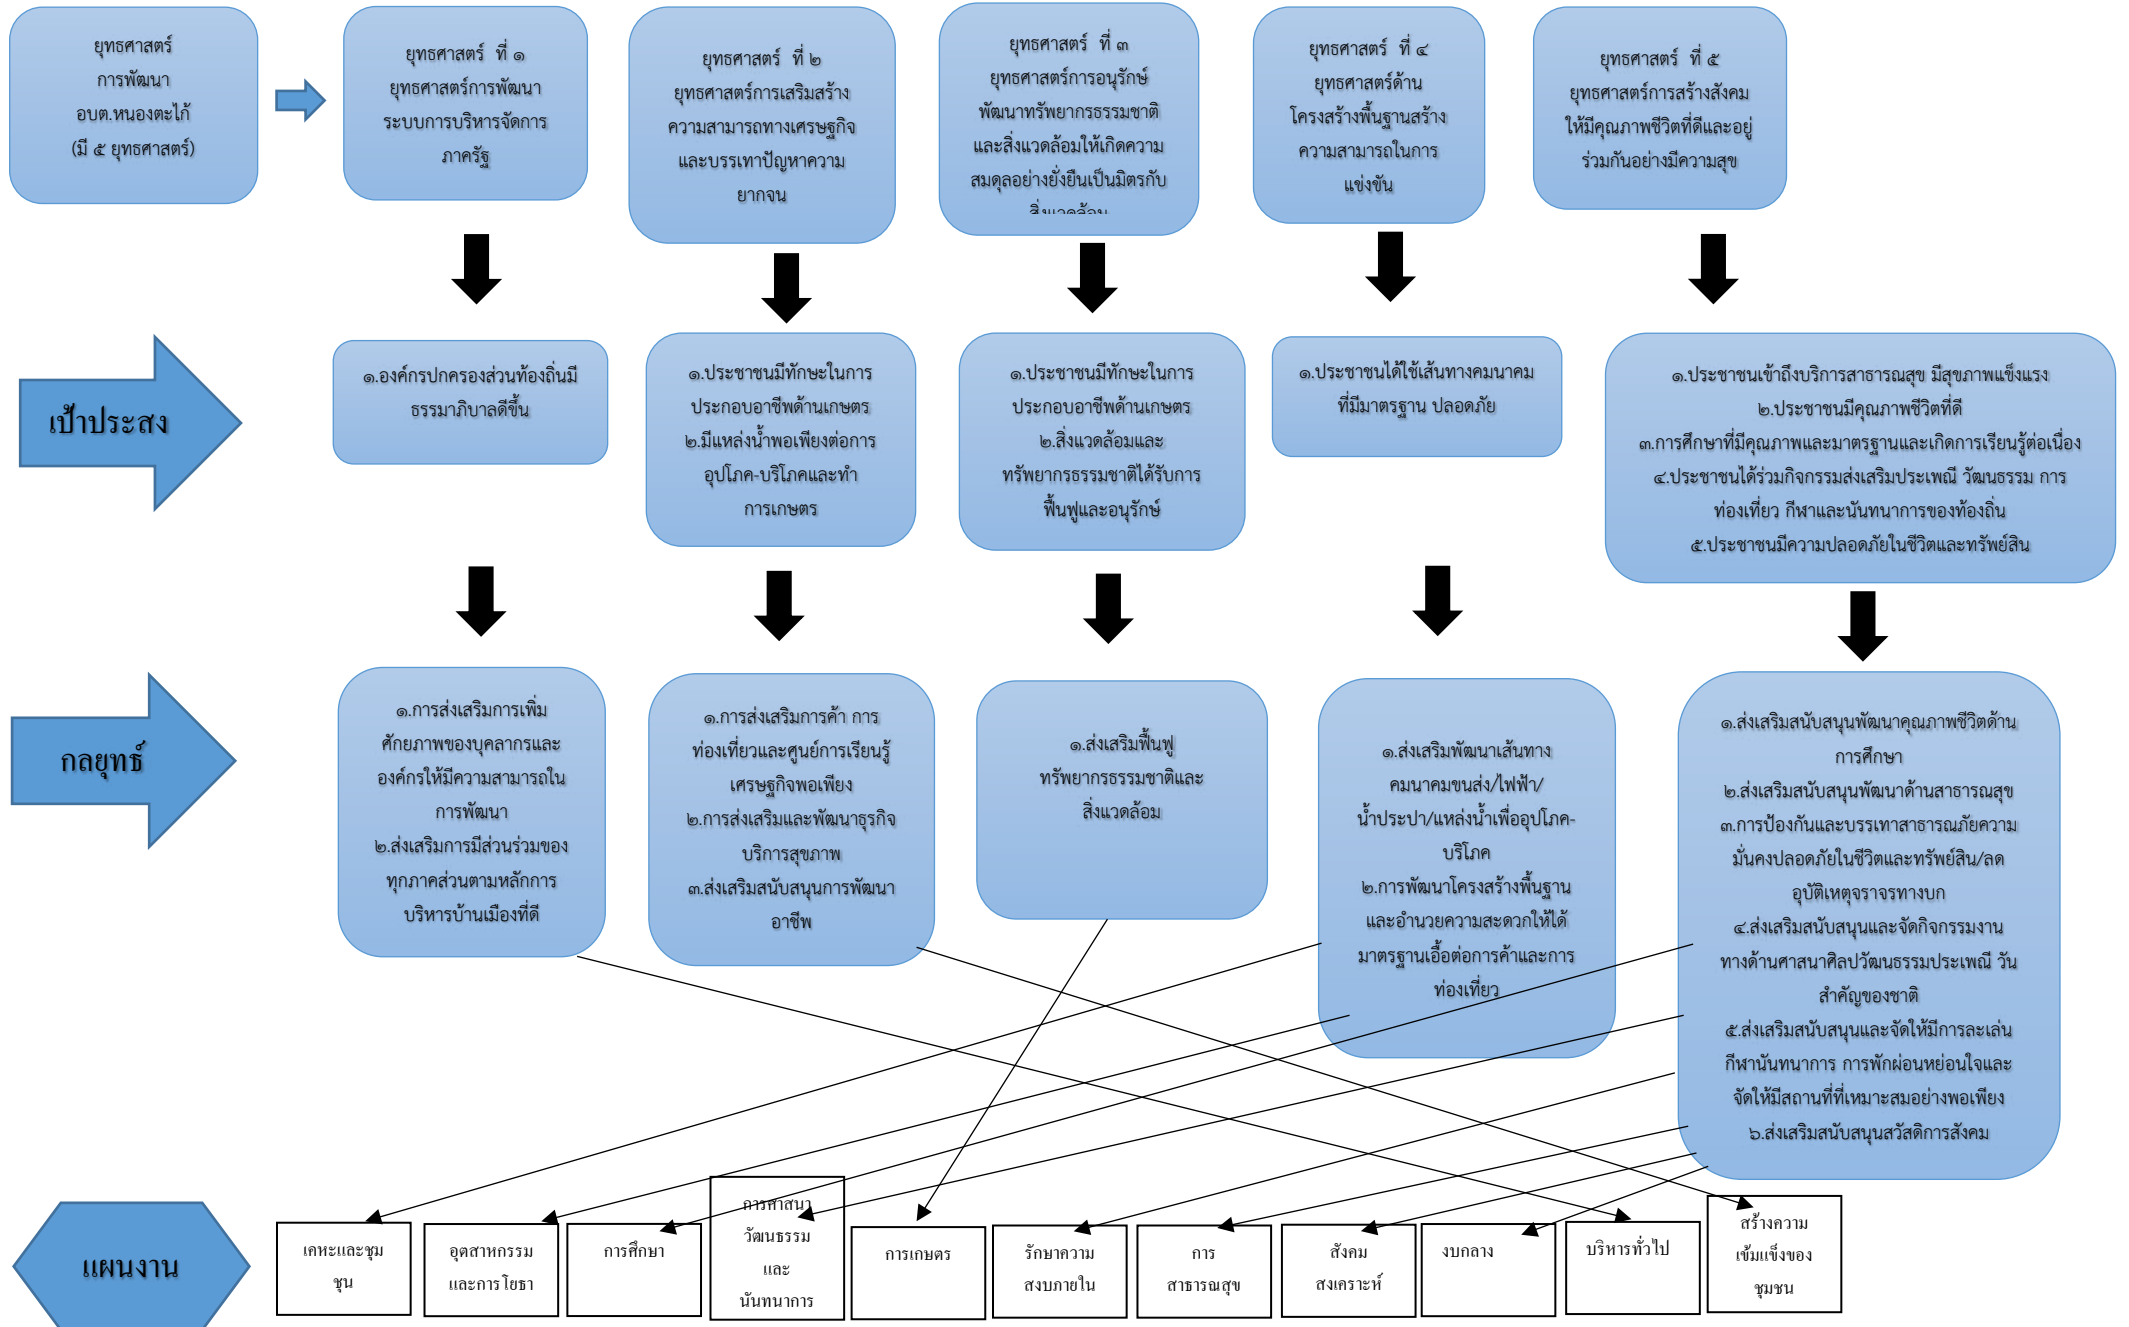 ยุทธศาสตร์
การพัฒนา
อบต.หนองตะไก้
(มี ๕ ยุทธศาสตร์)
ยุทธศาสตร์ ที่ ๑
ยุทธศาสตร์การพัฒนา
ระบบการบริหารจัดการ
ภาครัฐ
ยุทธศาสตร์ ที่ ๒
ยุทธศาสตร์การเสริมสร้าง
ความสามารถทางเศรษฐกิจ
และบรรเทาปัญหาความ
ยากจน
ยุทธศาสตร์ ที่ ๓
ยุทธศาสตร์การอนุรักษ์
พัฒนาทรัพยากรธรรมชาติ
และสิ่งแวดล้อมให้เกิดความ
สมดุลอย่างยั่งยืนเป็นมิตรกับ
สิ่งแวดล้อม
ยุทธศาสตร์ ที่ ๔
ยุทธศาสตร์ด้าน
โครงสร้างพื้นฐานสร้าง
ความสามารถในการ
แข่งขัน
ยุทธศาสตร์ ที่ ๕
ยุทธศาสตร์การสร้างสังคม
ให้มีคุณภาพชีวิตที่ดีและอยู่
ร่วมกันอย่างมีความสุข
เป้าประสง
๑.องค์กรปกครองส่วนท้องถิ่นมี
ธรรมาภิบาลดีขึ้น
๑.ประชาชนมีทักษะในการ
ประกอบอาชีพด้านเกษตร
๒.มีแหล่งน้ำพอเพียงต่อการ
อุปโภค-บริโภคและทำ
การเกษตร
๑.ประชาชนมีทักษะในการ
ประกอบอาชีพด้านเกษตร
๒.สิ่งแวดล้อมและ
ทรัพยากรธรรมชาติได้รับการ
ฟื้นฟูและอนุรักษ์
๑.ประชาชนได้ใช้เส้นทางคมนาคม
ที่มีมาตรฐาน ปลอดภัย
๑.ประชาชนเข้าถึงบริการสาธารณสุข มีสุขภาพแข็งแรง
๒.ประชาชนมีคุณภาพชีวิตที่ดี
๓.การศึกษาที่มีคุณภาพและมาตรฐานและเกิดการเรียนรู้ต่อเนื่อง
๔.ประชาชนได้ร่วมกิจกรรมส่งเสริมประเพณี วัฒนธรรม การ
ท่องเที่ยว กีฬาและนันทนาการของท้องถิ่น
๕.ประชาชนมีความปลอดภัยในชีวิตและทรัพย์สิน
กลยุทธ์
๑.การส่งเสริมการเพิ่ม
ศักยภาพของบุคลากรและ
องค์กรให้มีความสามารถใน
การพัฒนา
๒.ส่งเสริมการมีส่วนร่วมของ
ทุกภาคส่วนตามหลักการ
บริหารบ้านเมืองที่ดี
๑.การส่งเสริมการค้า การ
ท่องเที่ยวและศูนย์การเรียนรู้
เศรษฐกิจพอเพียง
๒.การส่งเสริมและพัฒนาธุรกิจ
บริการสุขภาพ
๓.ส่งเสริมสนับสนุนการพัฒนา
อาชีพ
๑.ส่งเสริมฟื้นฟู
ทรัพยากรธรรมชาติและ
สิ่งแวดล้อม
๑.ส่งเสริมพัฒนาเส้นทาง
คมนาคมขนส่ง/ไฟฟ้า/
น้ำประปา/แหล่งน้ำเพื่ออุปโภค-
บริโภค
๒.การพัฒนาโครงสร้างพื้นฐาน
และอำนวยความสะดวกให้ได้
มาตรฐานเอื้อต่อการค้าและการ
ท่องเที่ยว
๑.ส่งเสริมสนับสนุนพัฒนาคุณภาพชีวิตด้าน
การศึกษา
๒.ส่งเสริมสนับสนุนพัฒนาด้านสาธารณสุข
๓.การป้องกันและบรรเทาสาธารณภัยความ
มั่นคงปลอดภัยในชีวิตและทรัพย์สิน/ลด
อุบัติเหตุจราจรทางบก
๔.ส่งเสริมสนับสนุนและจัดกิจกรรมงาน
ทางด้านศาสนาศิลปวัฒนธรรมประเพณี วัน
สำคัญของชาติ
๕.ส่งเสริมสนับสนุนและจัดให้มีการละเล่น
กีฬานันทนาการ การพักผ่อนหย่อนใจและ
จัดให้มีสถานที่ที่เหมาะสมอย่างพอเพียง
๖.ส่งเสริมสนับสนุนสวัสดิการสังคม
แผนงาน
เคหะและชุม
ชุน
อุตสาหกรรม
และการโยธา
การศึกษา
การศาสนา
วัฒนธรรม
และ
นันทนาการ
การเกษตร
รักษาความ
สงบภายใน
การ
สาธารณสุข
สังคม
สงเคราะห์
งบกลาง
บริหารทั่วไป
สร้างความ
เข้มแข็งของ
ชุมชน